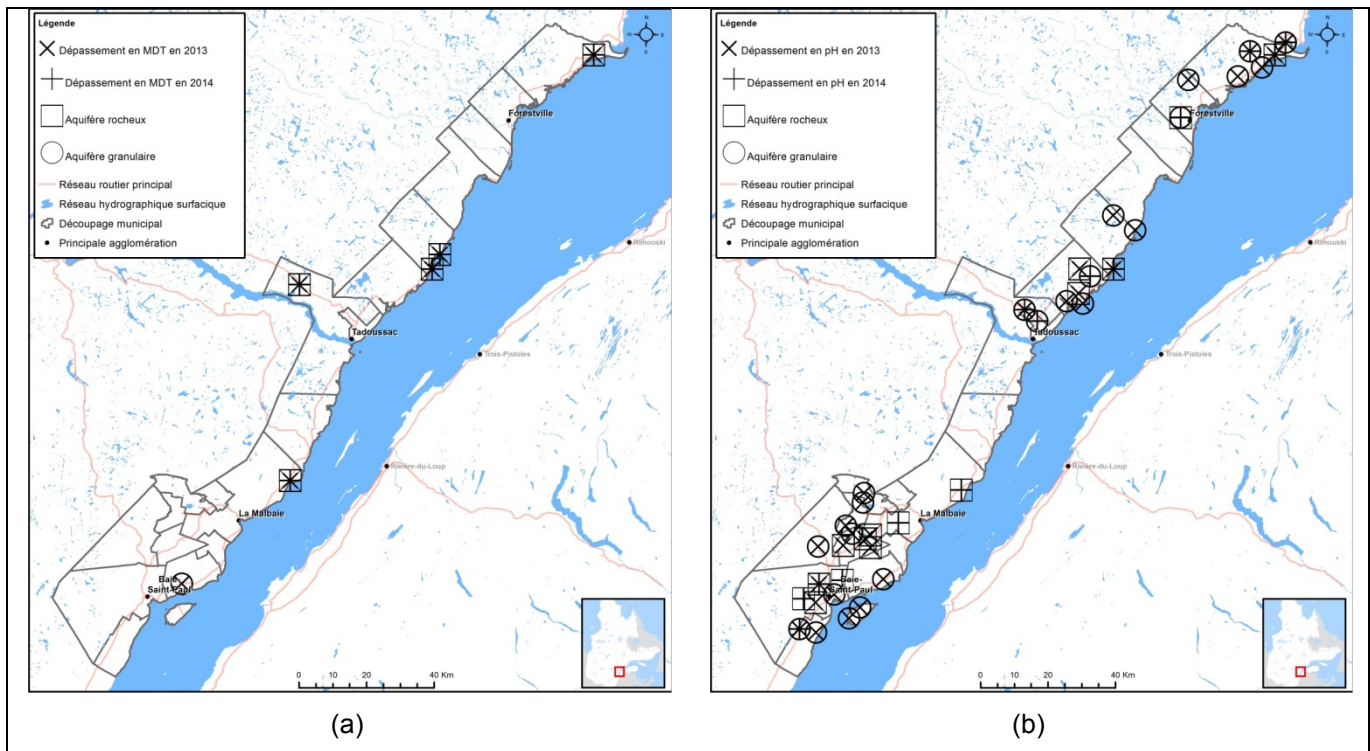 Légende
Dépassement en MDT en 2013
Dépassement en MDT en 2014
Aquifère rocheux
Aquifère granulaire
Réseau routier principal
Réseau hydrographique surfacique
Découpage municipal
Principale agglomération
N
W E
S
Forestville
Rimouski
Tadoussac
Trois-Pistoles
Rivière-du-Loup
La Malbaie
Baie-
Saint-Paul
0 20 40 Km
(a)
Légende
Dépassement en pH en 2013
Dépassement en pH en 2014
Aquifère rocheux
Aquifère granulaire
Réseau routier principal
Réseau hydrographique surfacique
Découpage municipal
Principale agglomération
N
W E
S
Forestville
Rimouski
Tadoussac
Trois-Pistoles
Rivière-du-Loup
La Malbaie
Baie-
Saint-Paul
0 20 40 Km
(b)